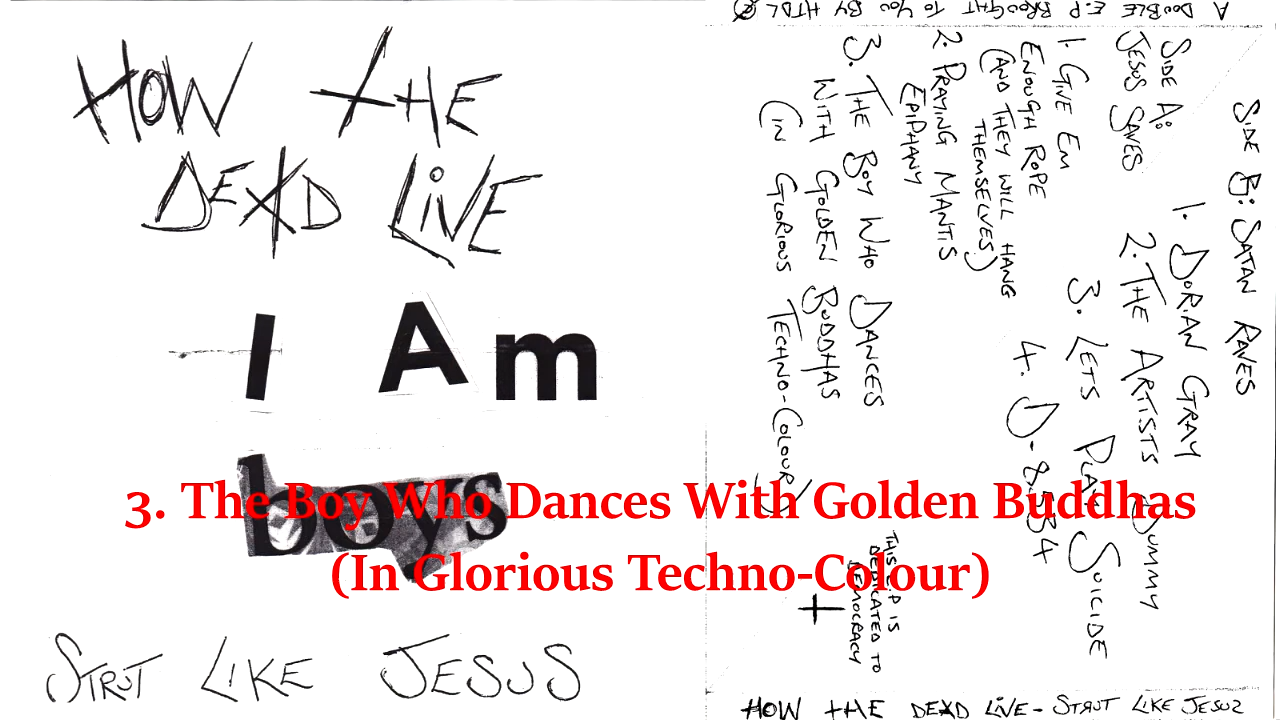 HOW THE
DEAD LIVE
I Am
boys
STRUT LIKE JESUS
3. The Boy Who Dances With Golden Buddhas
(In Glorious Techno-Colour)
A DOUBLE E.P BROUGHT TO YOU BY HTDL
SIDE A:
JESUS SAVES
1. GIVE EM
ENOUGH ROPE
(AND THEY WILL HANG
THEMSELVES)
2. PRAYING MANTIS
EPIPHANY
3. THE BOY WHO DANCES
WITH GOLDEN BUDDHAS
(IN GLORIOUS TECHNO-COLOUR)
SIDE B: SATAN RAVES
1. DORIAN GRAY
2. THE ARTISTS DUMMY
3. LETS PLAY SUICIDE
4. D-8.534
THIS E.P IS
DEDICATED TO
DEMOCRACY
HOW THE DEAD LIVE - STRUT LIKE JESUS